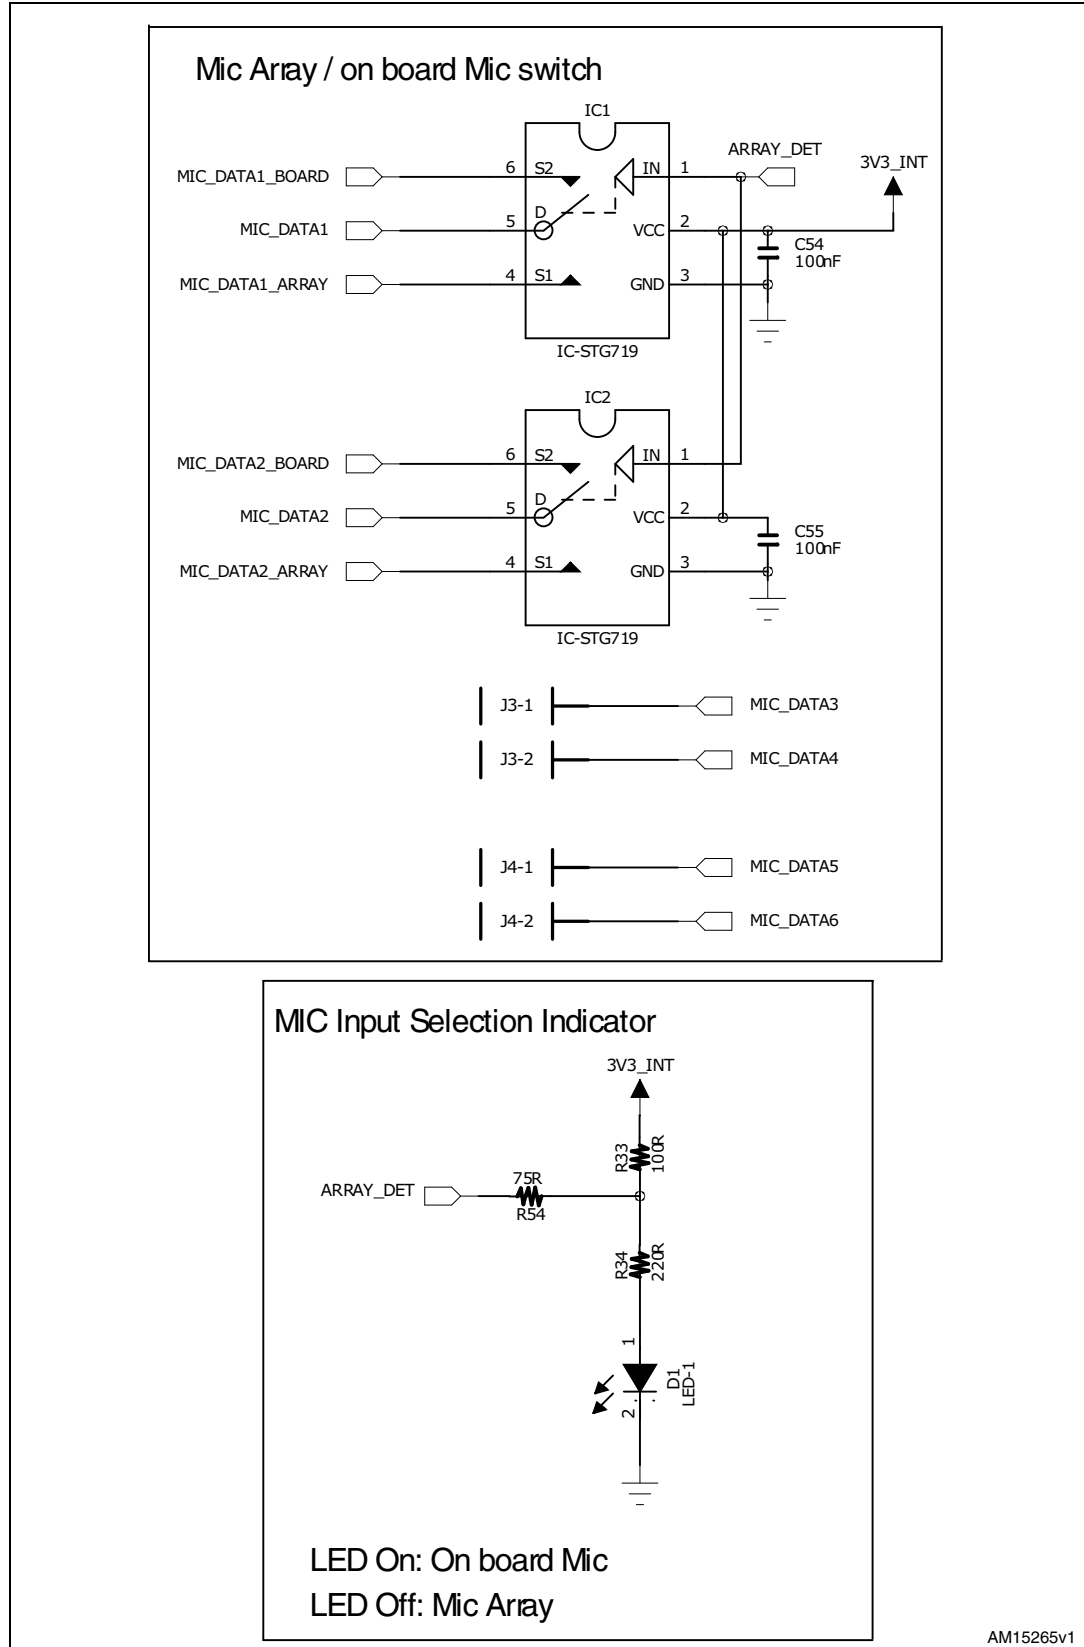 Mic Array / on board Mic switch
IC1
ARRAY_DET
3V3_INT
MIC_DATA1_BOARD 6 S2 IN 1
MIC_DATA1 5 D VCC 2
C54
100nF
MIC_DATA1_ARRAY 4 S1 GND 3
IC-STG719
IC2
MIC_DATA2_BOARD 6 S2 IN 1
MIC_DATA2 5 D VCC 2
C55
100nF
MIC_DATA2_ARRAY 4 S1 GND 3
IC-STG719
J3-1 MIC_DATA3
J3-2 MIC_DATA4
J4-1 MIC_DATA5
J4-2 MIC_DATA6
MIC Input Selection Indicator
3V3_INT
R33
100R
75R
ARRAY_DET
R54
R34
220R
1
D1
LED-1
2
LED On: On board Mic
LED Off: Mic Array
AM15265v1